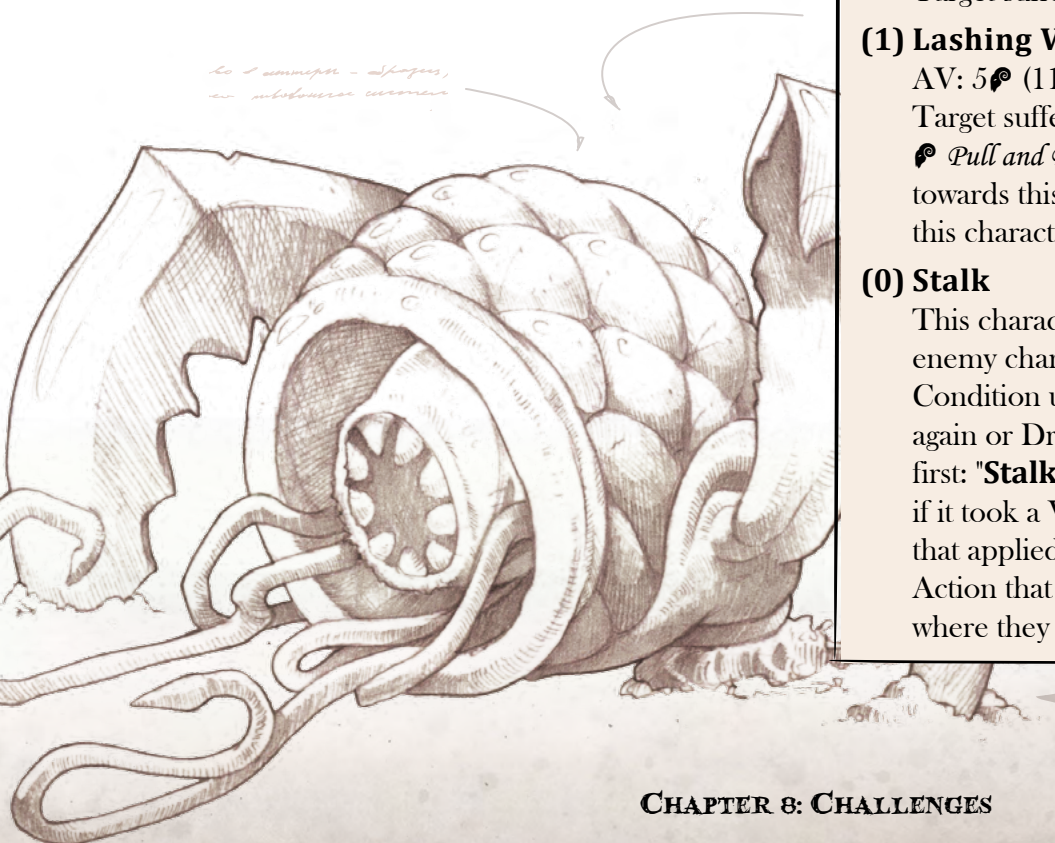 (1) Lashing
AV: 5 (11
Target suffe
Pull and
towards this
this charact
(0) Stalk
This charac
enemy char
Condition u
again or Dr
first: "Stalk
if it took a
that applied
Action that
where they
CHAPTER 8: CHALLENGES